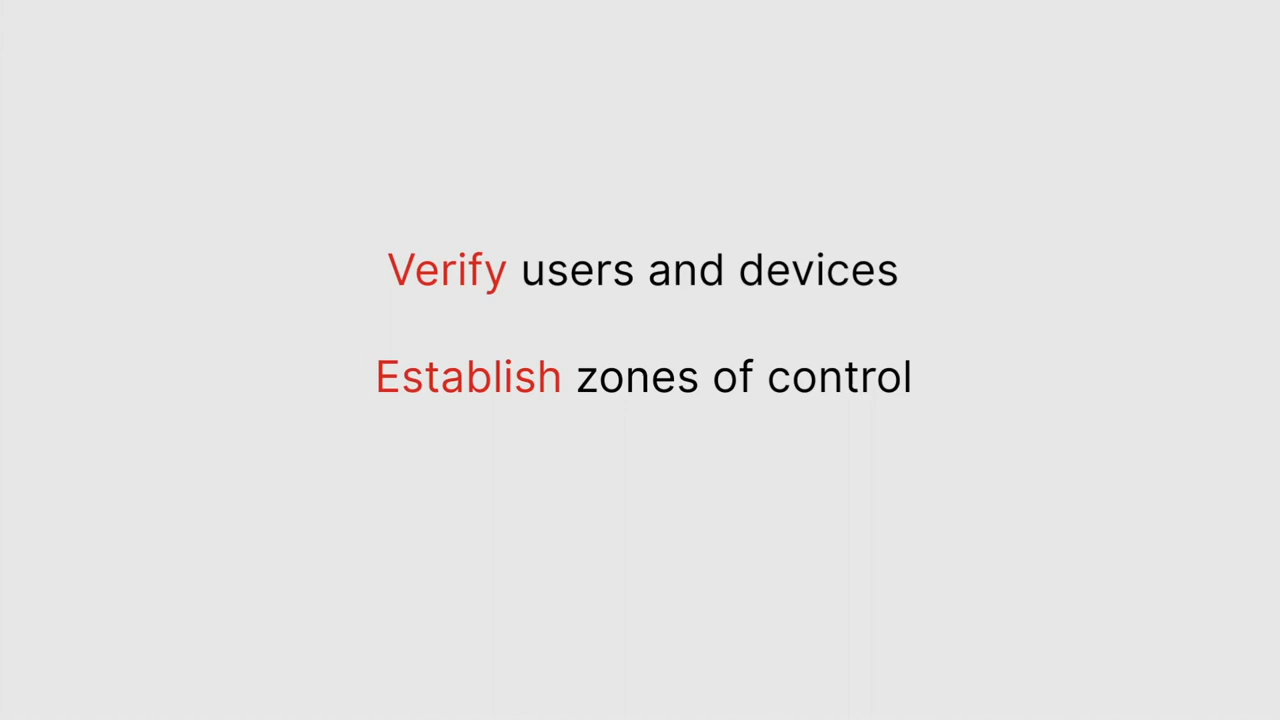 Verify users and devices
Establish zones of control